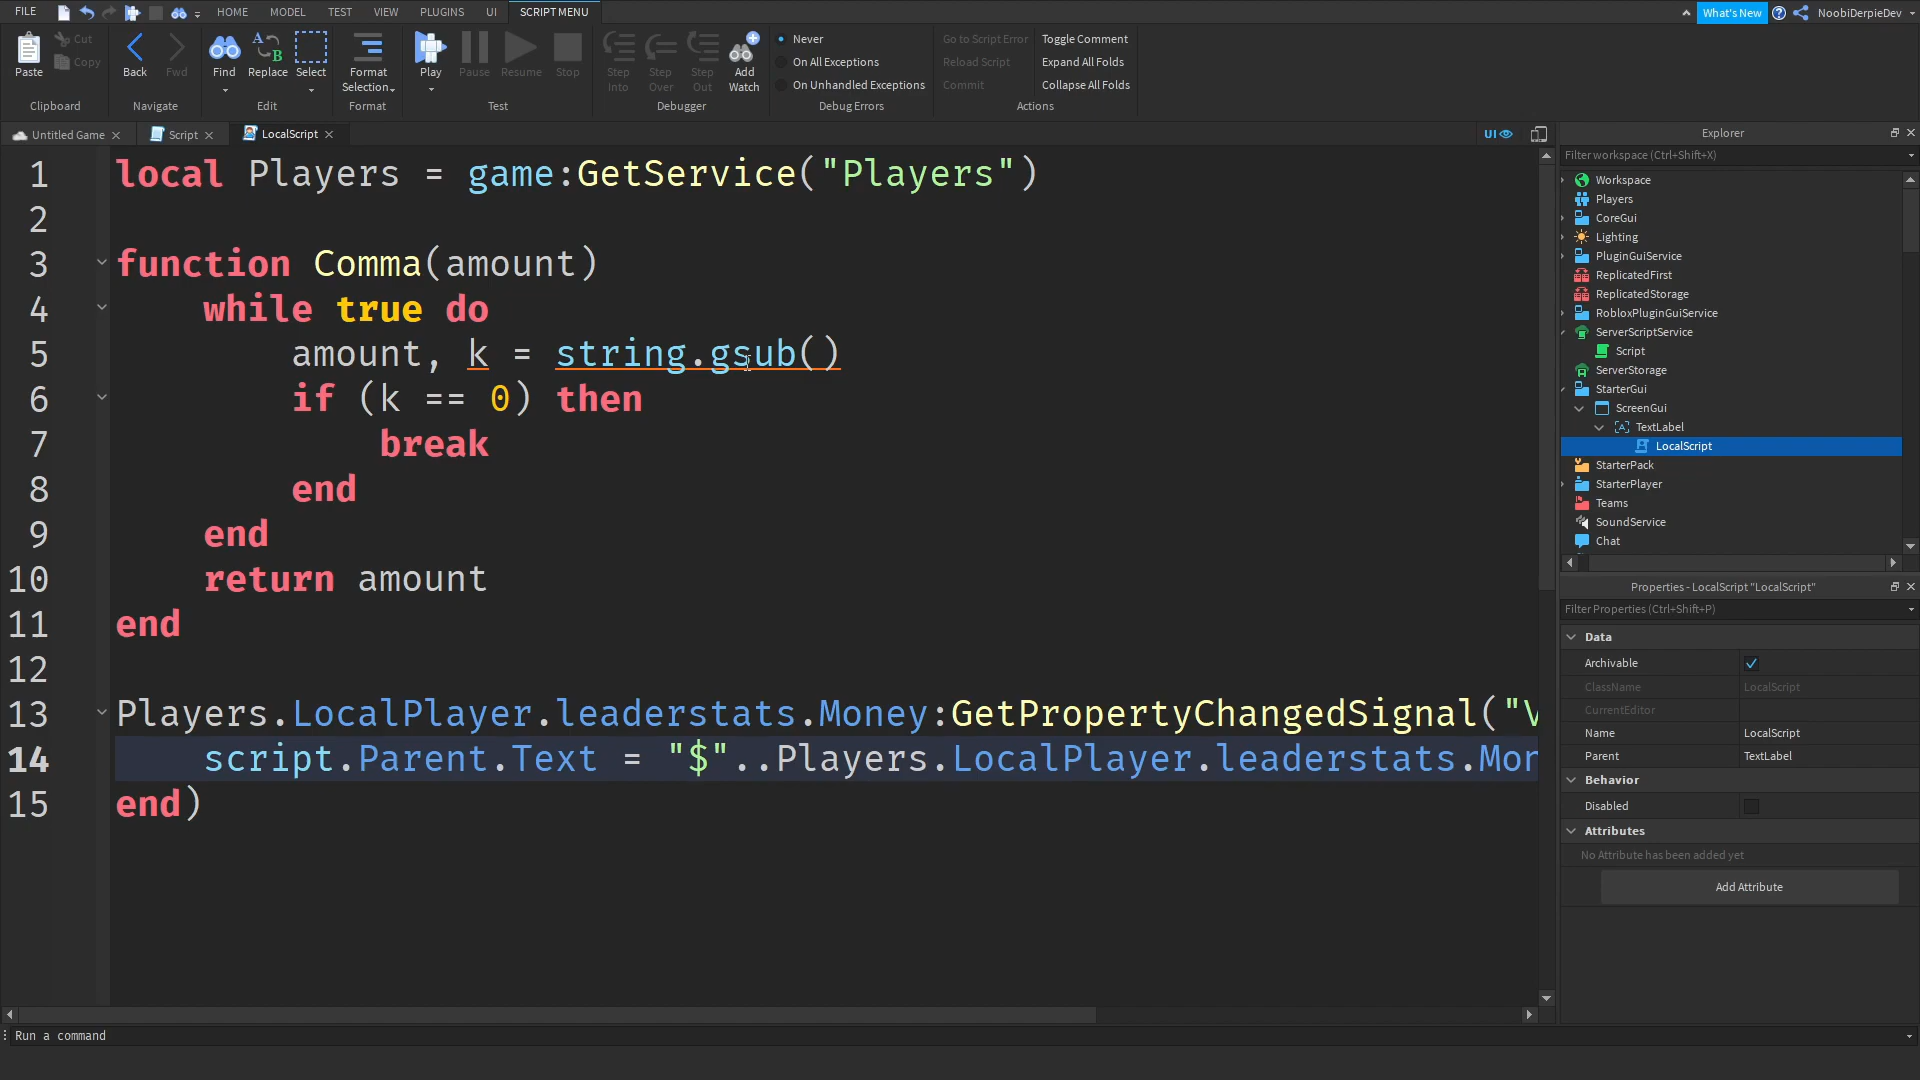 FILE HOME MODEL TEST VIEW PLUGINS UI SCRIPT MENU What's New NoobiDerpieDev
Paste Cut Copy Back Fwd Find Replace Select Format Selection Play Pause Resume Stop Step Into Step Over Step Out Add Watch
Never
On All Exceptions
On Unhandled Exceptions
Go to Script Error
Reload Script
Commit
Toggle Comment
Expand All Folds
Collapse All Folds
Clipboard Navigate Edit Format Test Debugger Debug Errors Actions
Untitled Game Script LocalScript UI
1 local Players = game:GetService("Players")
2
3 function Comma(amount)
4 while true do
5 amount, k = string.gsub()
6 if (k == 0) then
7 break
8 end
9 end
10 return amount
11 end
12
13 Players.LocalPlayer.leaderstats.Money:GetPropertyChangedSignal("V
14 script.Parent.Text = "$"..Players.LocalPlayer.leaderstats.Mon
15 end)
Run a command
Explorer
Filter workspace (Ctrl+Shift+X)
Workspace
Players
CoreGui
Lighting
PluginGuiService
ReplicatedFirst
ReplicatedStorage
RobloxPluginGuiService
ServerScriptService
Script
ServerStorage
StarterGui
ScreenGui
TextLabel
LocalScript
StarterPack
StarterPlayer
Teams
SoundService
Chat
Properties - LocalScript "LocalScript"
Filter Properties (Ctrl+Shift+P)
Data
Archivable
ClassName LocalScript
CurrentEditor
Name LocalScript
Parent TextLabel
Behavior
Disabled
Attributes
No Attribute has been added yet
Add Attribute